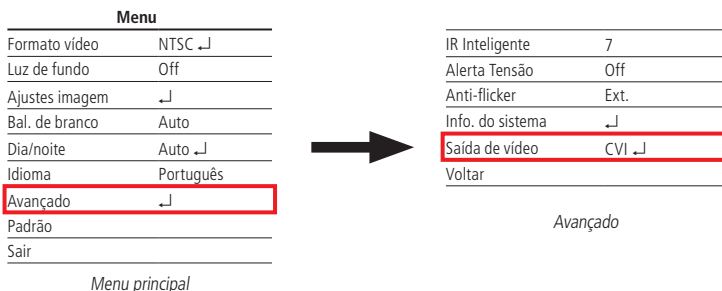 Menu
Formato vídeo NTSC ↲
Luz de fundo Off
Ajustes imagem ↲
Bal. de branco Auto
Dia/noite Auto ↲
Idioma Português
Avançado ↲
Padrão
Sair
Menu principal
IR Inteligente 7
Alerta Tensão Off
Anti-flicker Ext.
Info. do sistema ↲
Saída de vídeo CVI ↲
Voltar
Avançado